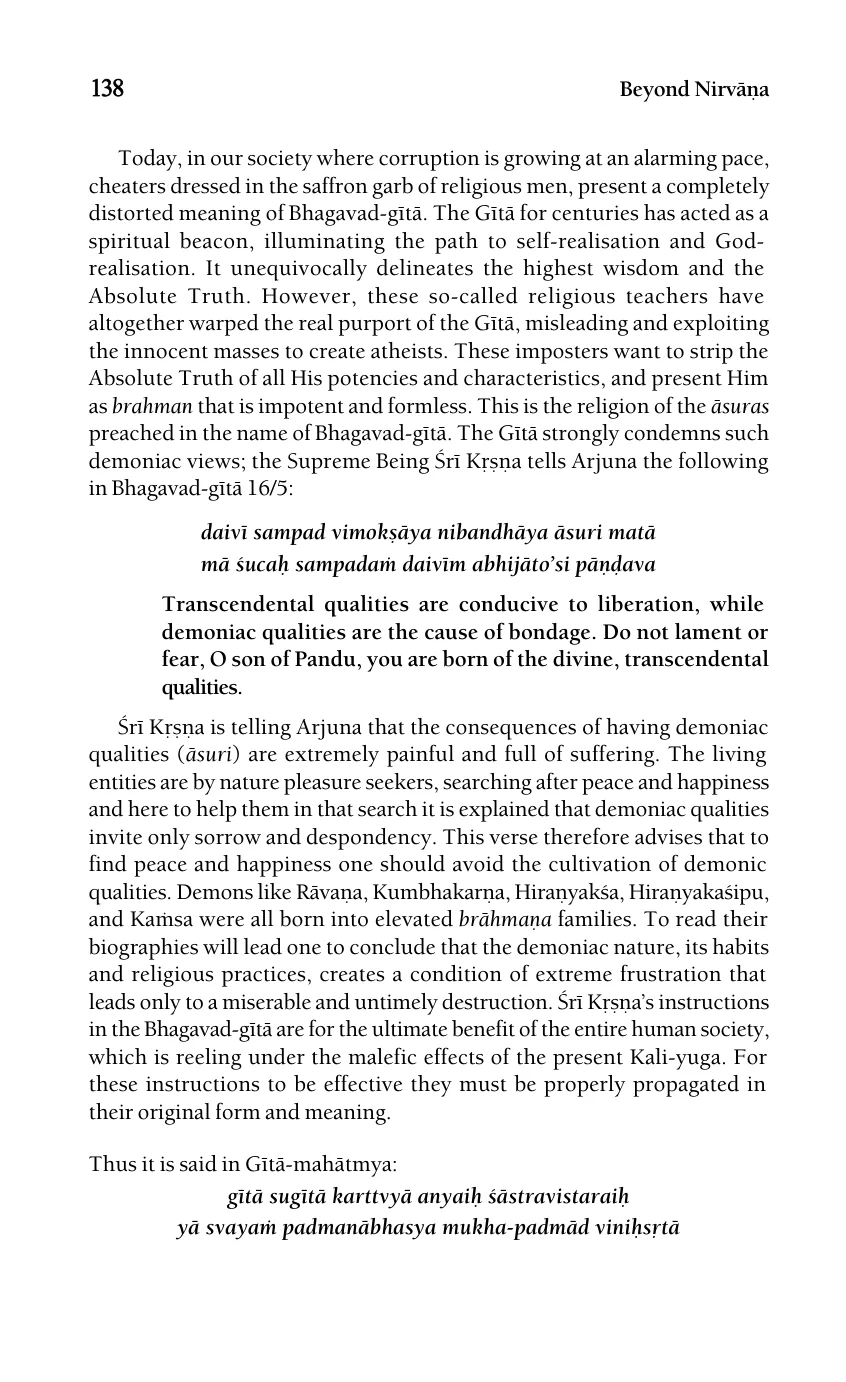 138 Beyond Nirvāṇa
Today, in our society where corruption is growing at an alarming pace,
cheaters dressed in the saffron garb of religious men, present a completely
distorted meaning of Bhagavad-gītā. The Gītā for centuries has acted as a
spiritual beacon, illuminating the path to self-realisation and God-
realisation. It unequivocally delineates the highest wisdom and the
Absolute Truth. However, these so-called religious teachers have
altogether warped the real purport of the Gītā, misleading and exploiting
the innocent masses to create atheists. These imposters want to strip the
Absolute Truth of all His potencies and characteristics, and present Him
as brahman that is impotent and formless. This is the religion of the āsuras
preached in the name of Bhagavad-gītā. The Gītā strongly condemns such
demoniac views; the Supreme Being Śrī Kṛṣṇa tells Arjuna the following
in Bhagavad-gītā 16/5:
daivī sampad vimokṣāya nibandhāya āsuri matā
mā śucaḥ sampadaṁ daivīm abhijāto’si pāṇḍava
Transcendental qualities are conducive to liberation, while
demoniac qualities are the cause of bondage. Do not lament or
fear, O son of Pandu, you are born of the divine, transcendental
qualities.
Śrī Kṛṣṇa is telling Arjuna that the consequences of having demoniac
qualities (āsuri) are extremely painful and full of suffering. The living
entities are by nature pleasure seekers, searching after peace and happiness
and here to help them in that search it is explained that demoniac qualities
invite only sorrow and despondency. This verse therefore advises that to
find peace and happiness one should avoid the cultivation of demonic
qualities. Demons like Rāvaṇa, Kumbhakarṇa, Hiraṇyakśa, Hiraṇyakaśipu,
and Kaṁsa were all born into elevated brāhmaṇa families. To read their
biographies will lead one to conclude that the demoniac nature, its habits
and religious practices, creates a condition of extreme frustration that
leads only to a miserable and untimely destruction. Śrī Kṛṣṇa’s instructions
in the Bhagavad-gītā are for the ultimate benefit of the entire human society,
which is reeling under the malefic effects of the present Kali-yuga. For
these instructions to be effective they must be properly propagated in
their original form and meaning.
Thus it is said in Gītā-mahātmya:
gītā sugītā karttvyā anyaiḥ śāstravistaraiḥ
yā svayaṁ padmanābhasya mukha-padmād viniḥsṛtā